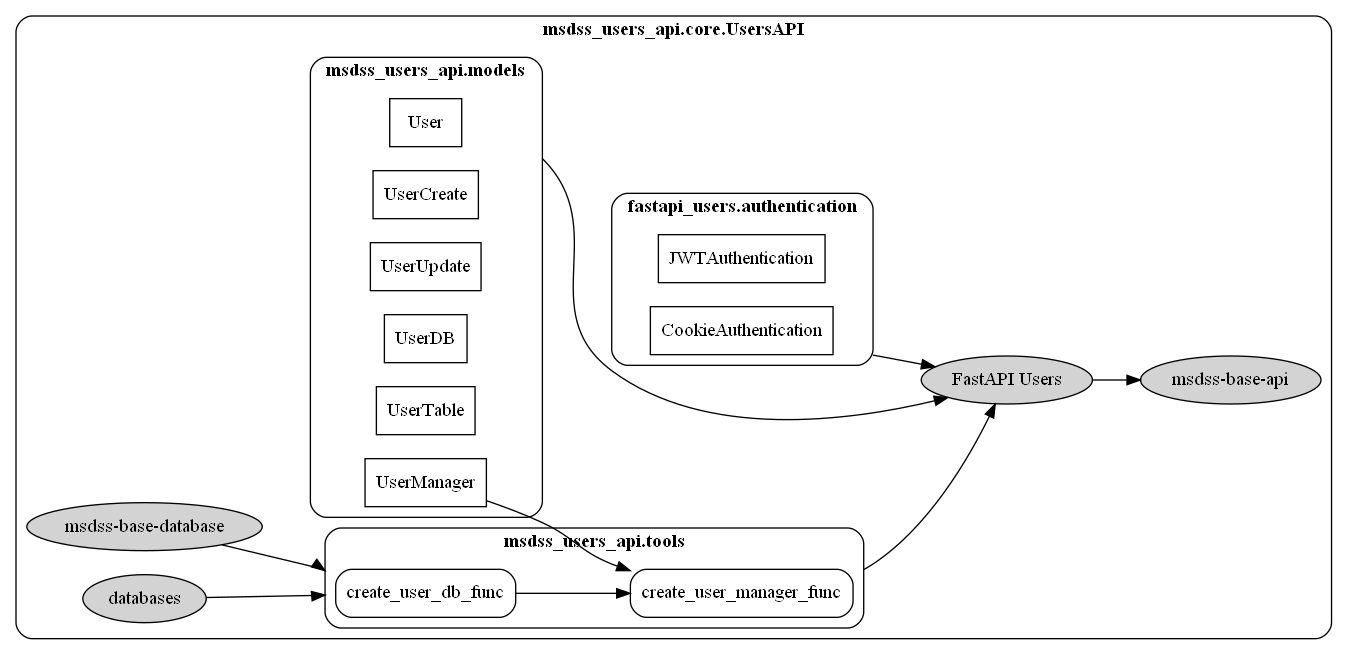 msdss_users_api.core.UsersAPI
msdss_users_api.models
User
UserCreate
UserUpdate
UserDB
UserTable
UserManager
fastapi_users.authentication
JWTAuthentication
CookieAuthentication
FastAPI Users
msdss-base-api
msdss-base-database
databases
msdss_users_api.tools
create_user_db_func
create_user_manager_func